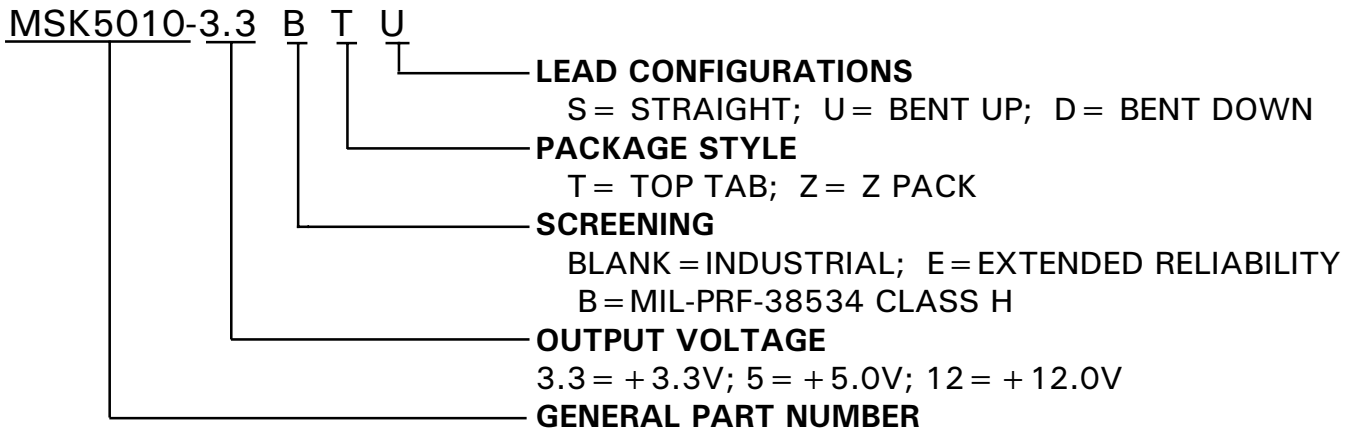 MSK5010-3.3 B T U
LEAD CONFIGURATIONS
S= STRAIGHT; U= BENT UP; D= BENT DOWN
PACKAGE STYLE
T= TOP TAB; Z= Z PACK
SCREENING
BLANK=INDUSTRIAL; E=EXTENDED RELIABILITY
B=MIL-PRF-38534 CLASS H
OUTPUT VOLTAGE
3.3=+3.3V; 5=+5.0V; 12=+12.0V
GENERAL PART NUMBER